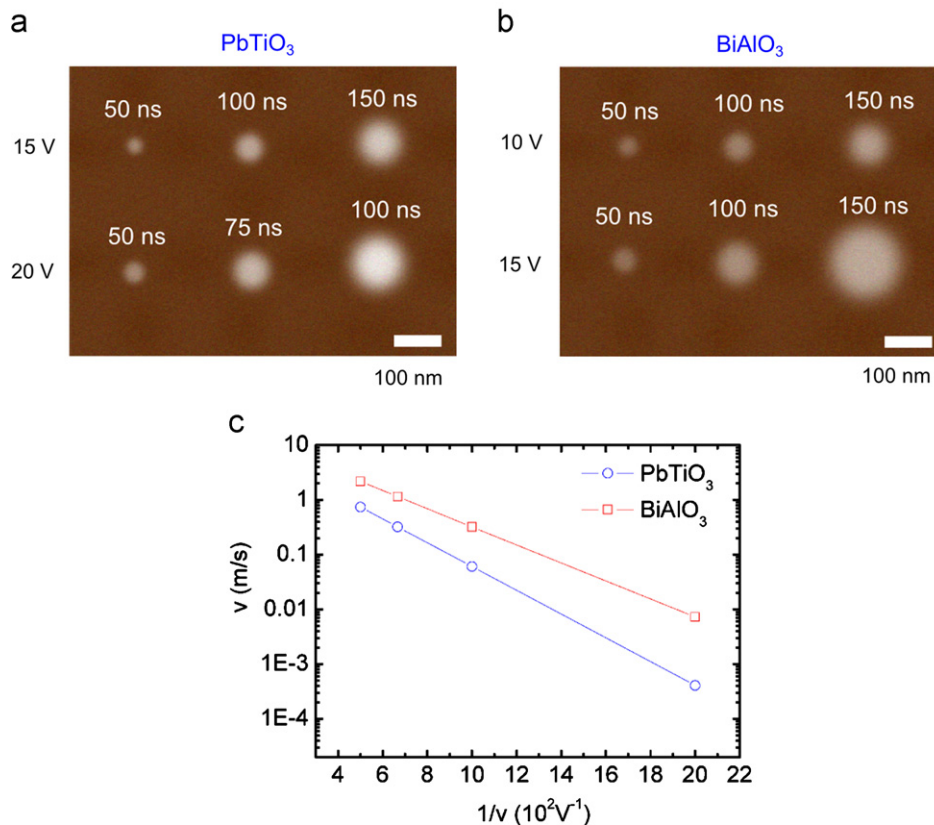 a
PbTiO₃
50 ns 100 ns 150 ns
15 V
50 ns 75 ns 100 ns
20 V
100 nm
b
BiAlO₃
50 ns 100 ns 150 ns
10 V
50 ns 100 ns 150 ns
15 V
100 nm
c
10
1
0.1
0.01
1E-3
1E-4
v (m/s)
PbTiO₃
BiAlO₃
4 6 8 10 12 14 16 18 20 22
1/v (10²V⁻¹)